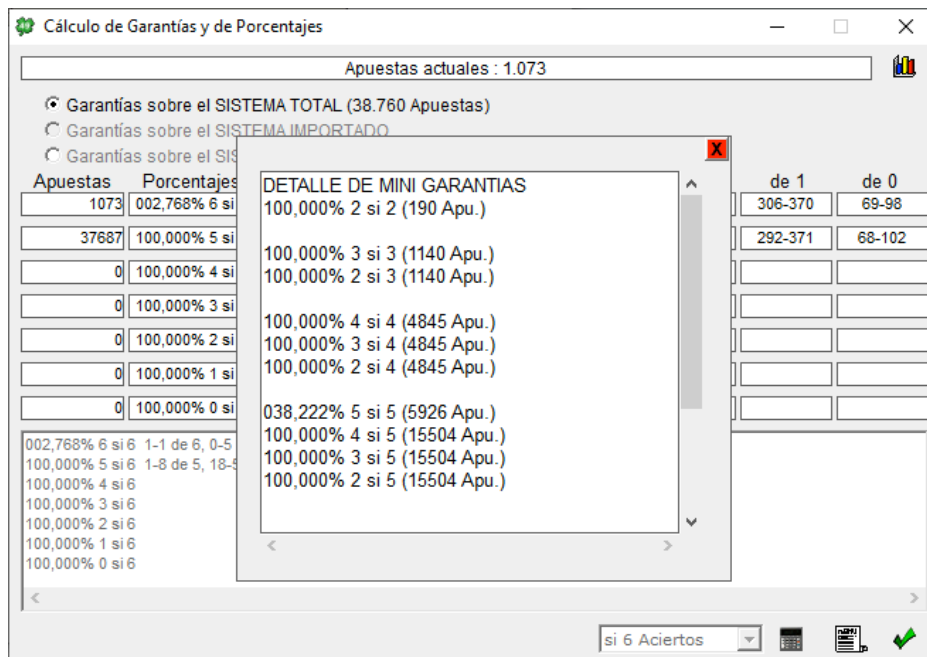 Cálculo de Garantías y de Porcentajes
Apuestas actuales : 1.073
Garantías sobre el SISTEMA TOTAL (38.760 Apuestas)
Garantías sobre el SISTEMA IMPORTADO
Garantías sobre el
Apuestas Porcentajes de 1 de 0
1073 002,768% 6 si 306-370 69-98
37687 100,000% 5 si 292-371 68-102
0 100,000% 4 si
0 100,000% 3 si
0 100,000% 2 si
0 100,000% 1 si
0 100,000% 0 si
X
DETALLE DE MINI GARANTIAS
100,000% 2 si 2 (190 Apu.)
100,000% 3 si 3 (1140 Apu.)
100,000% 2 si 3 (1140 Apu.)
100,000% 4 si 4 (4845 Apu.)
100,000% 3 si 4 (4845 Apu.)
100,000% 2 si 4 (4845 Apu.)
038,222% 5 si 5 (5926 Apu.)
100,000% 4 si 5 (15504 Apu.)
100,000% 3 si 5 (15504 Apu.)
100,000% 2 si 5 (15504 Apu.)
002,768% 6 si 6 1-1 de 6, 0-5
100,000% 5 si 6 1-8 de 5, 18-
100,000% 4 si 6
100,000% 3 si 6
100,000% 2 si 6
100,000% 1 si 6
100,000% 0 si 6
si 6 Aciertos